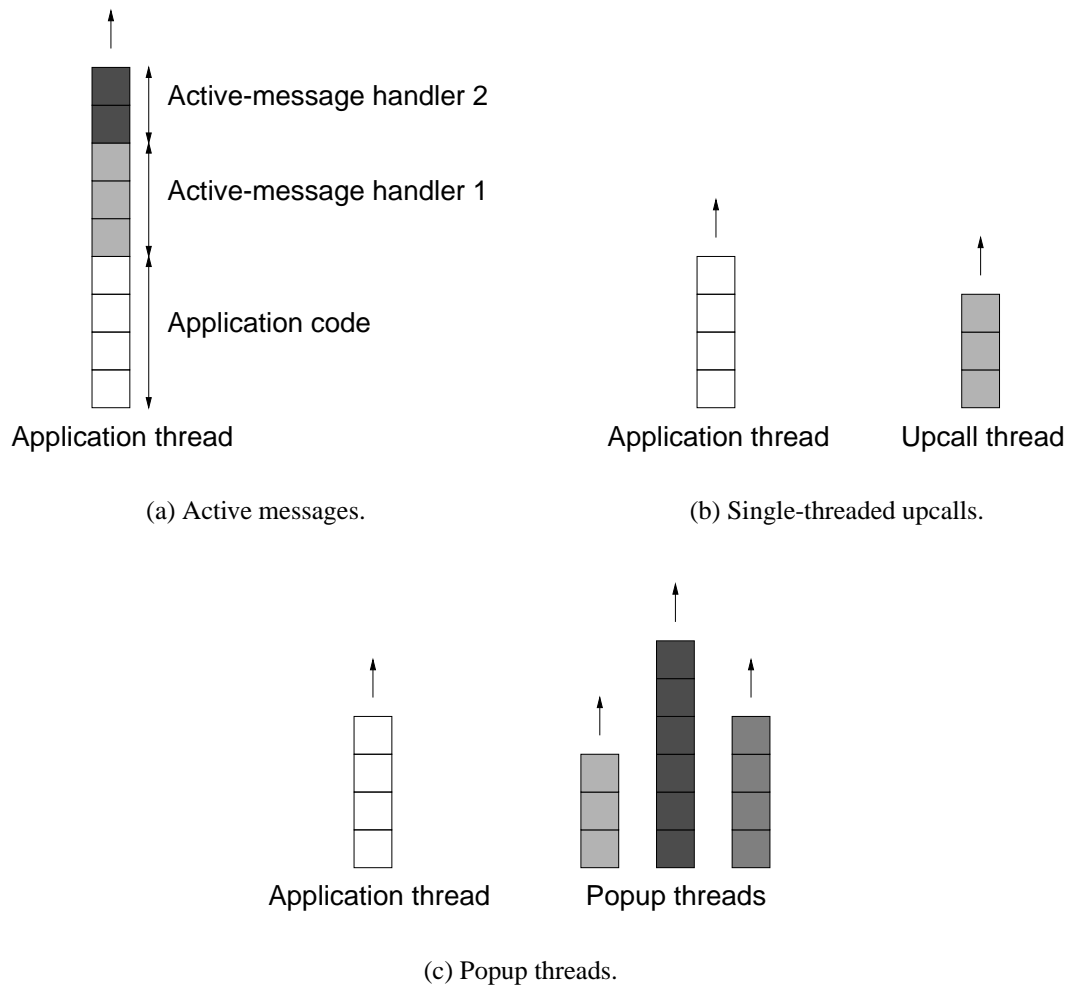 Active-message handler 2
Active-message handler 1
Application code
Application thread
Application thread
Upcall thread
(a) Active messages.
(b) Single-threaded upcalls.
Application thread
Popup threads
(c) Popup threads.